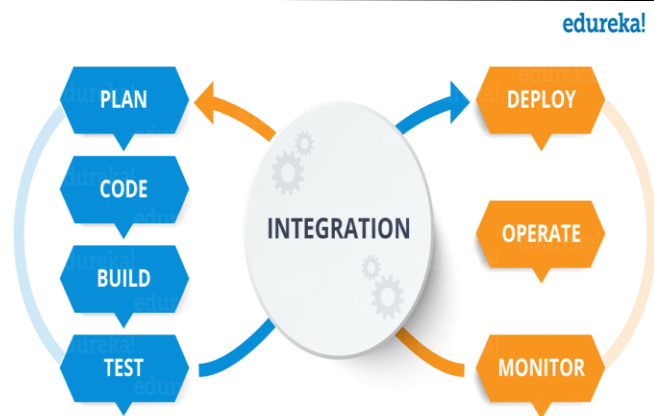 edureka!
PLAN
CODE
BUILD
TEST
INTEGRATION
DEPLOY
OPERATE
MONITOR